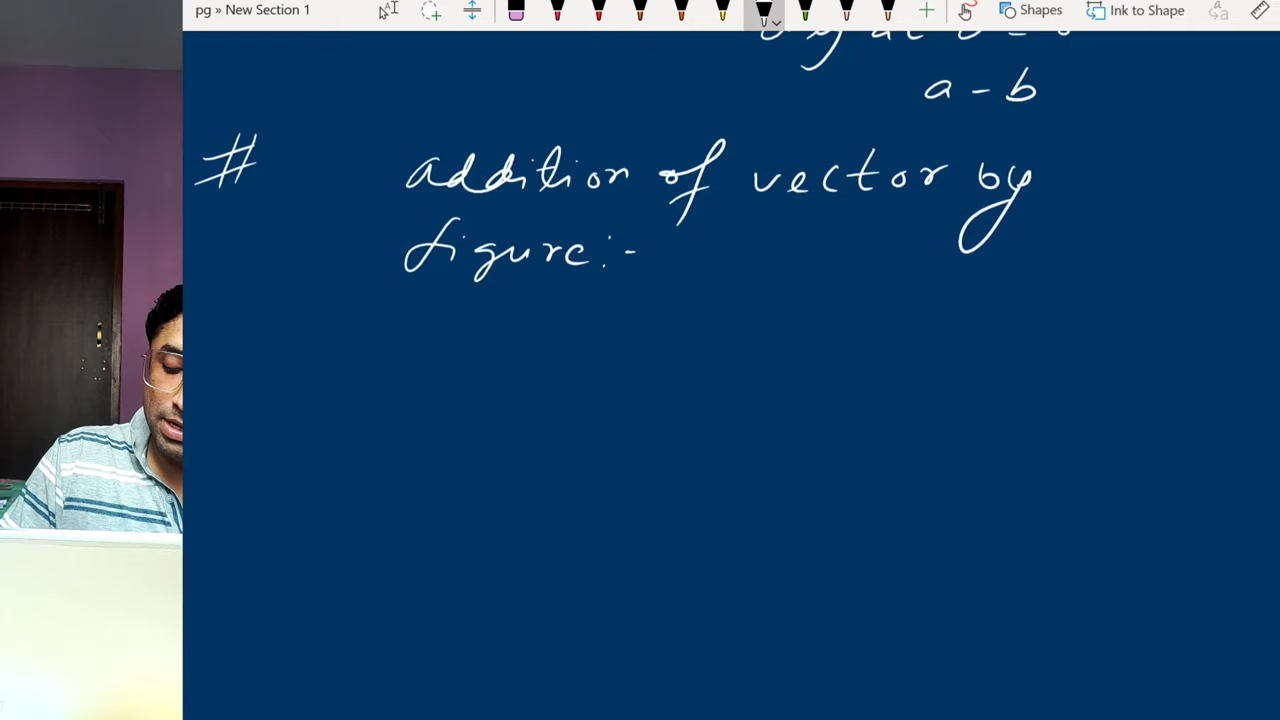 pg » New Section 1
Shapes
Ink to Shape
a - b
# addition of vector by
figure:-